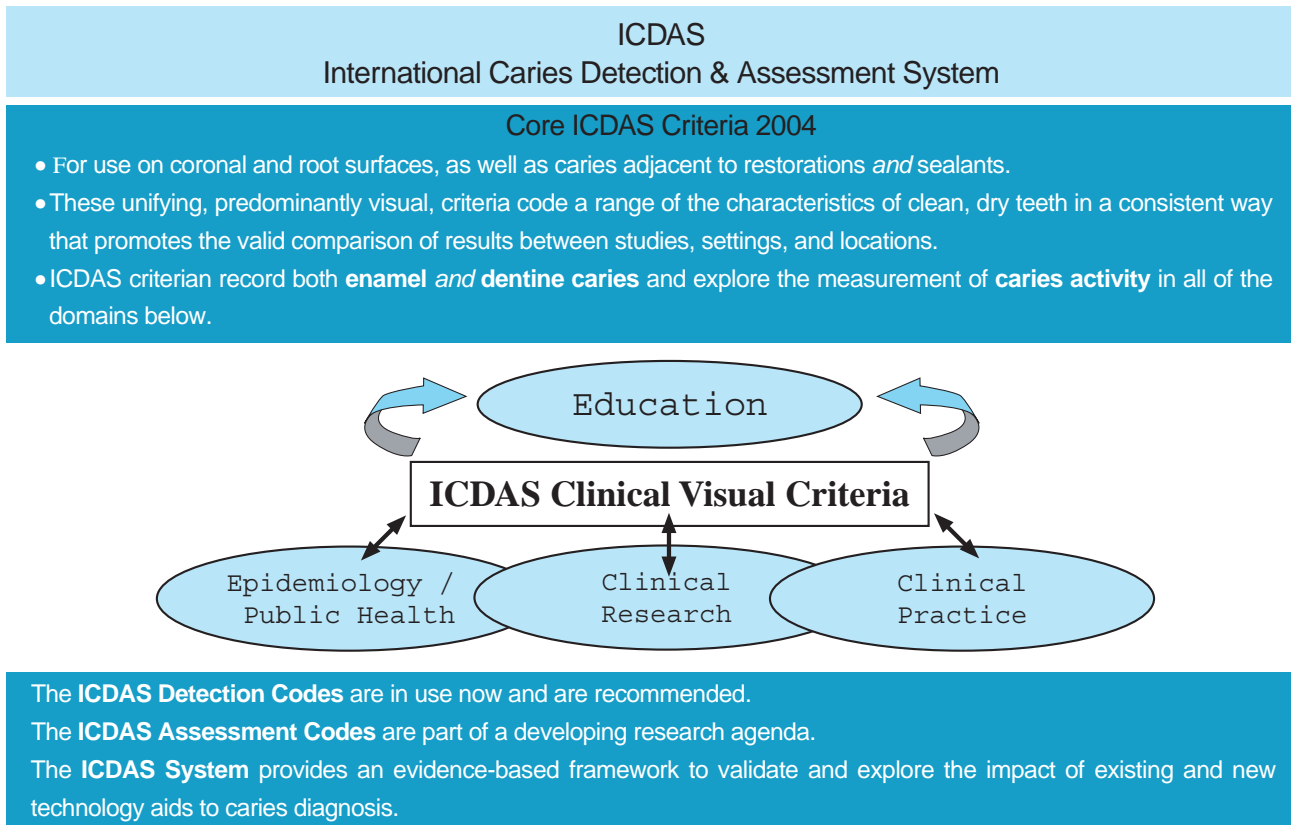 ICDAS
International Caries Detection & Assessment System
Core ICDAS Criteria 2004
• For use on coronal and root surfaces, as well as caries adjacent to restorations and sealants.
• These unifying, predominantly visual, criteria code a range of the characteristics of clean, dry teeth in a consistent way
that promotes the valid comparison of results between studies, settings, and locations.
• ICDAS criterian record both enamel and dentine caries and explore the measurement of caries activity in all of the
domains below.
Education
ICDAS Clinical Visual Criteria
Epidemiology /
Public Health
Clinical
Research
Clinical
Practice
The ICDAS Detection Codes are in use now and are recommended.
The ICDAS Assessment Codes are part of a developing research agenda.
The ICDAS System provides an evidence-based framework to validate and explore the impact of existing and new
technology aids to caries diagnosis.